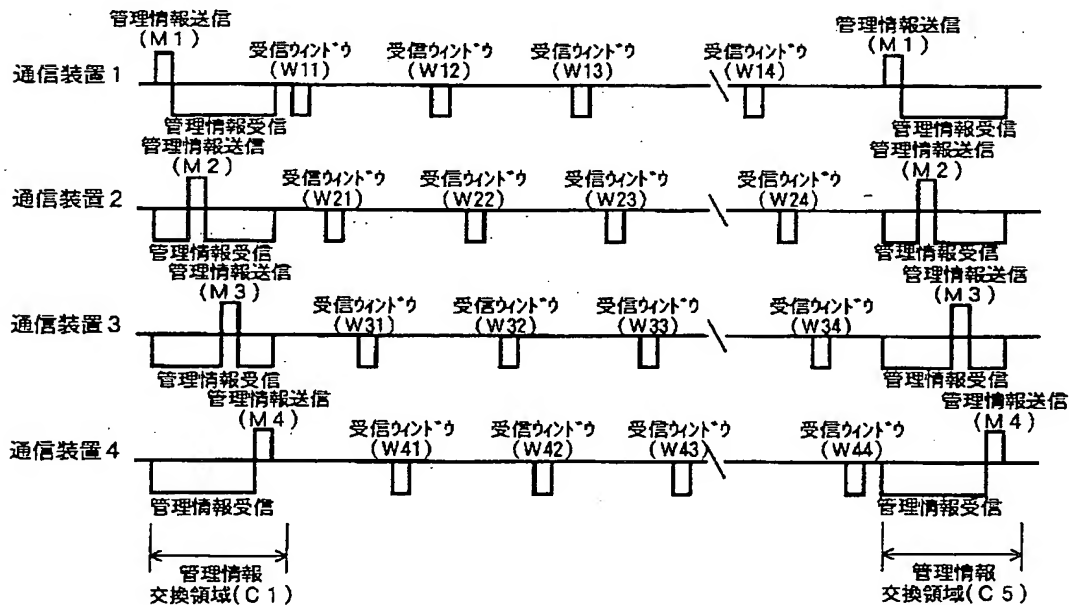 管理情報送信
(M1)
受信ウィンドウ
(W11)
受信ウィンドウ
(W12)
受信ウィンドウ
(W13)
受信ウィンドウ
(W14)
管理情報送信
(M1)
通信装置1
管理情報受信
管理情報受信
管理情報送信
(M2)
受信ウィンドウ
(W21)
受信ウィンドウ
(W22)
受信ウィンドウ
(W23)
受信ウィンドウ
(W24)
管理情報送信
(M2)
通信装置2
管理情報受信
管理情報受信
管理情報送信
(M3)
受信ウィンドウ
(W31)
受信ウィンドウ
(W32)
受信ウィンドウ
(W33)
受信ウィンドウ
(W34)
管理情報送信
(M3)
通信装置3
管理情報受信
管理情報受信
管理情報送信
(M4)
受信ウィンドウ
(W41)
受信ウィンドウ
(W42)
受信ウィンドウ
(W43)
受信ウィンドウ
(W44)
管理情報送信
(M4)
通信装置4
管理情報受信
管理情報受信
管理情報
交換領域(C1)
管理情報
交換領域(C5)